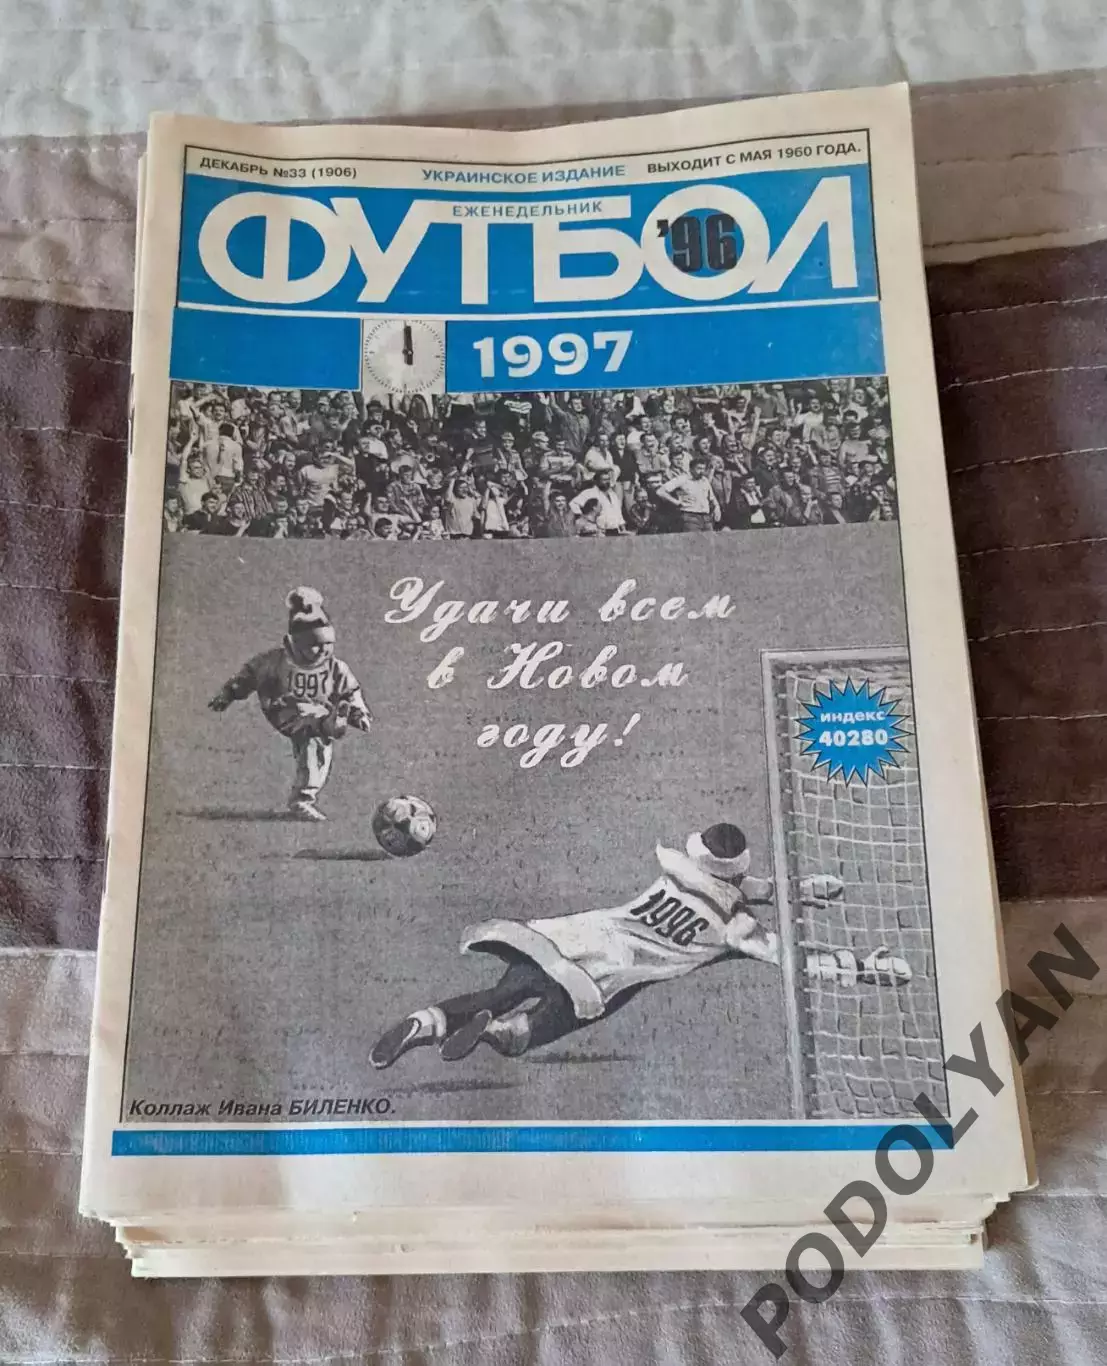 ДЕКАБРЬ №33 (1906) УКРАИНСКОЕ ИЗДАНИЕ ВЫХОДИТ С МАЯ 1960 ГОДА.
ЕЖЕНЕДЕЛЬНИК
ФУТБОЛ '96
1997
Удачи всем
в Новом
году!
1997
индекс
40280
1996
Коллаж Ивана БИЛЕНКО.
PODOLYAN